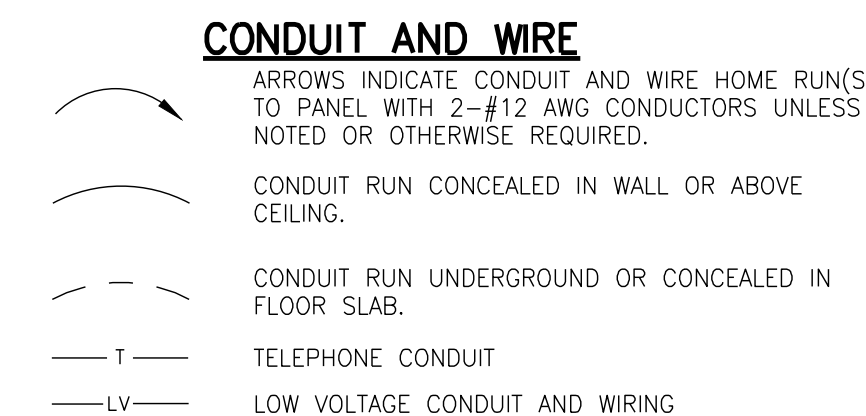 CONDUIT AND WIRE
ARROWS INDICATE CONDUIT AND WIRE HOME RUN(S
TO PANEL WITH 2-#12 AWG CONDUCTORS UNLESS
NOTED OR OTHERWISE REQUIRED.
CONDUIT RUN CONCEALED IN WALL OR ABOVE
CEILING.
CONDUIT RUN UNDERGROUND OR CONCEALED IN
FLOOR SLAB.
T TELEPHONE CONDUIT
LV LOW VOLTAGE CONDUIT AND WIRING